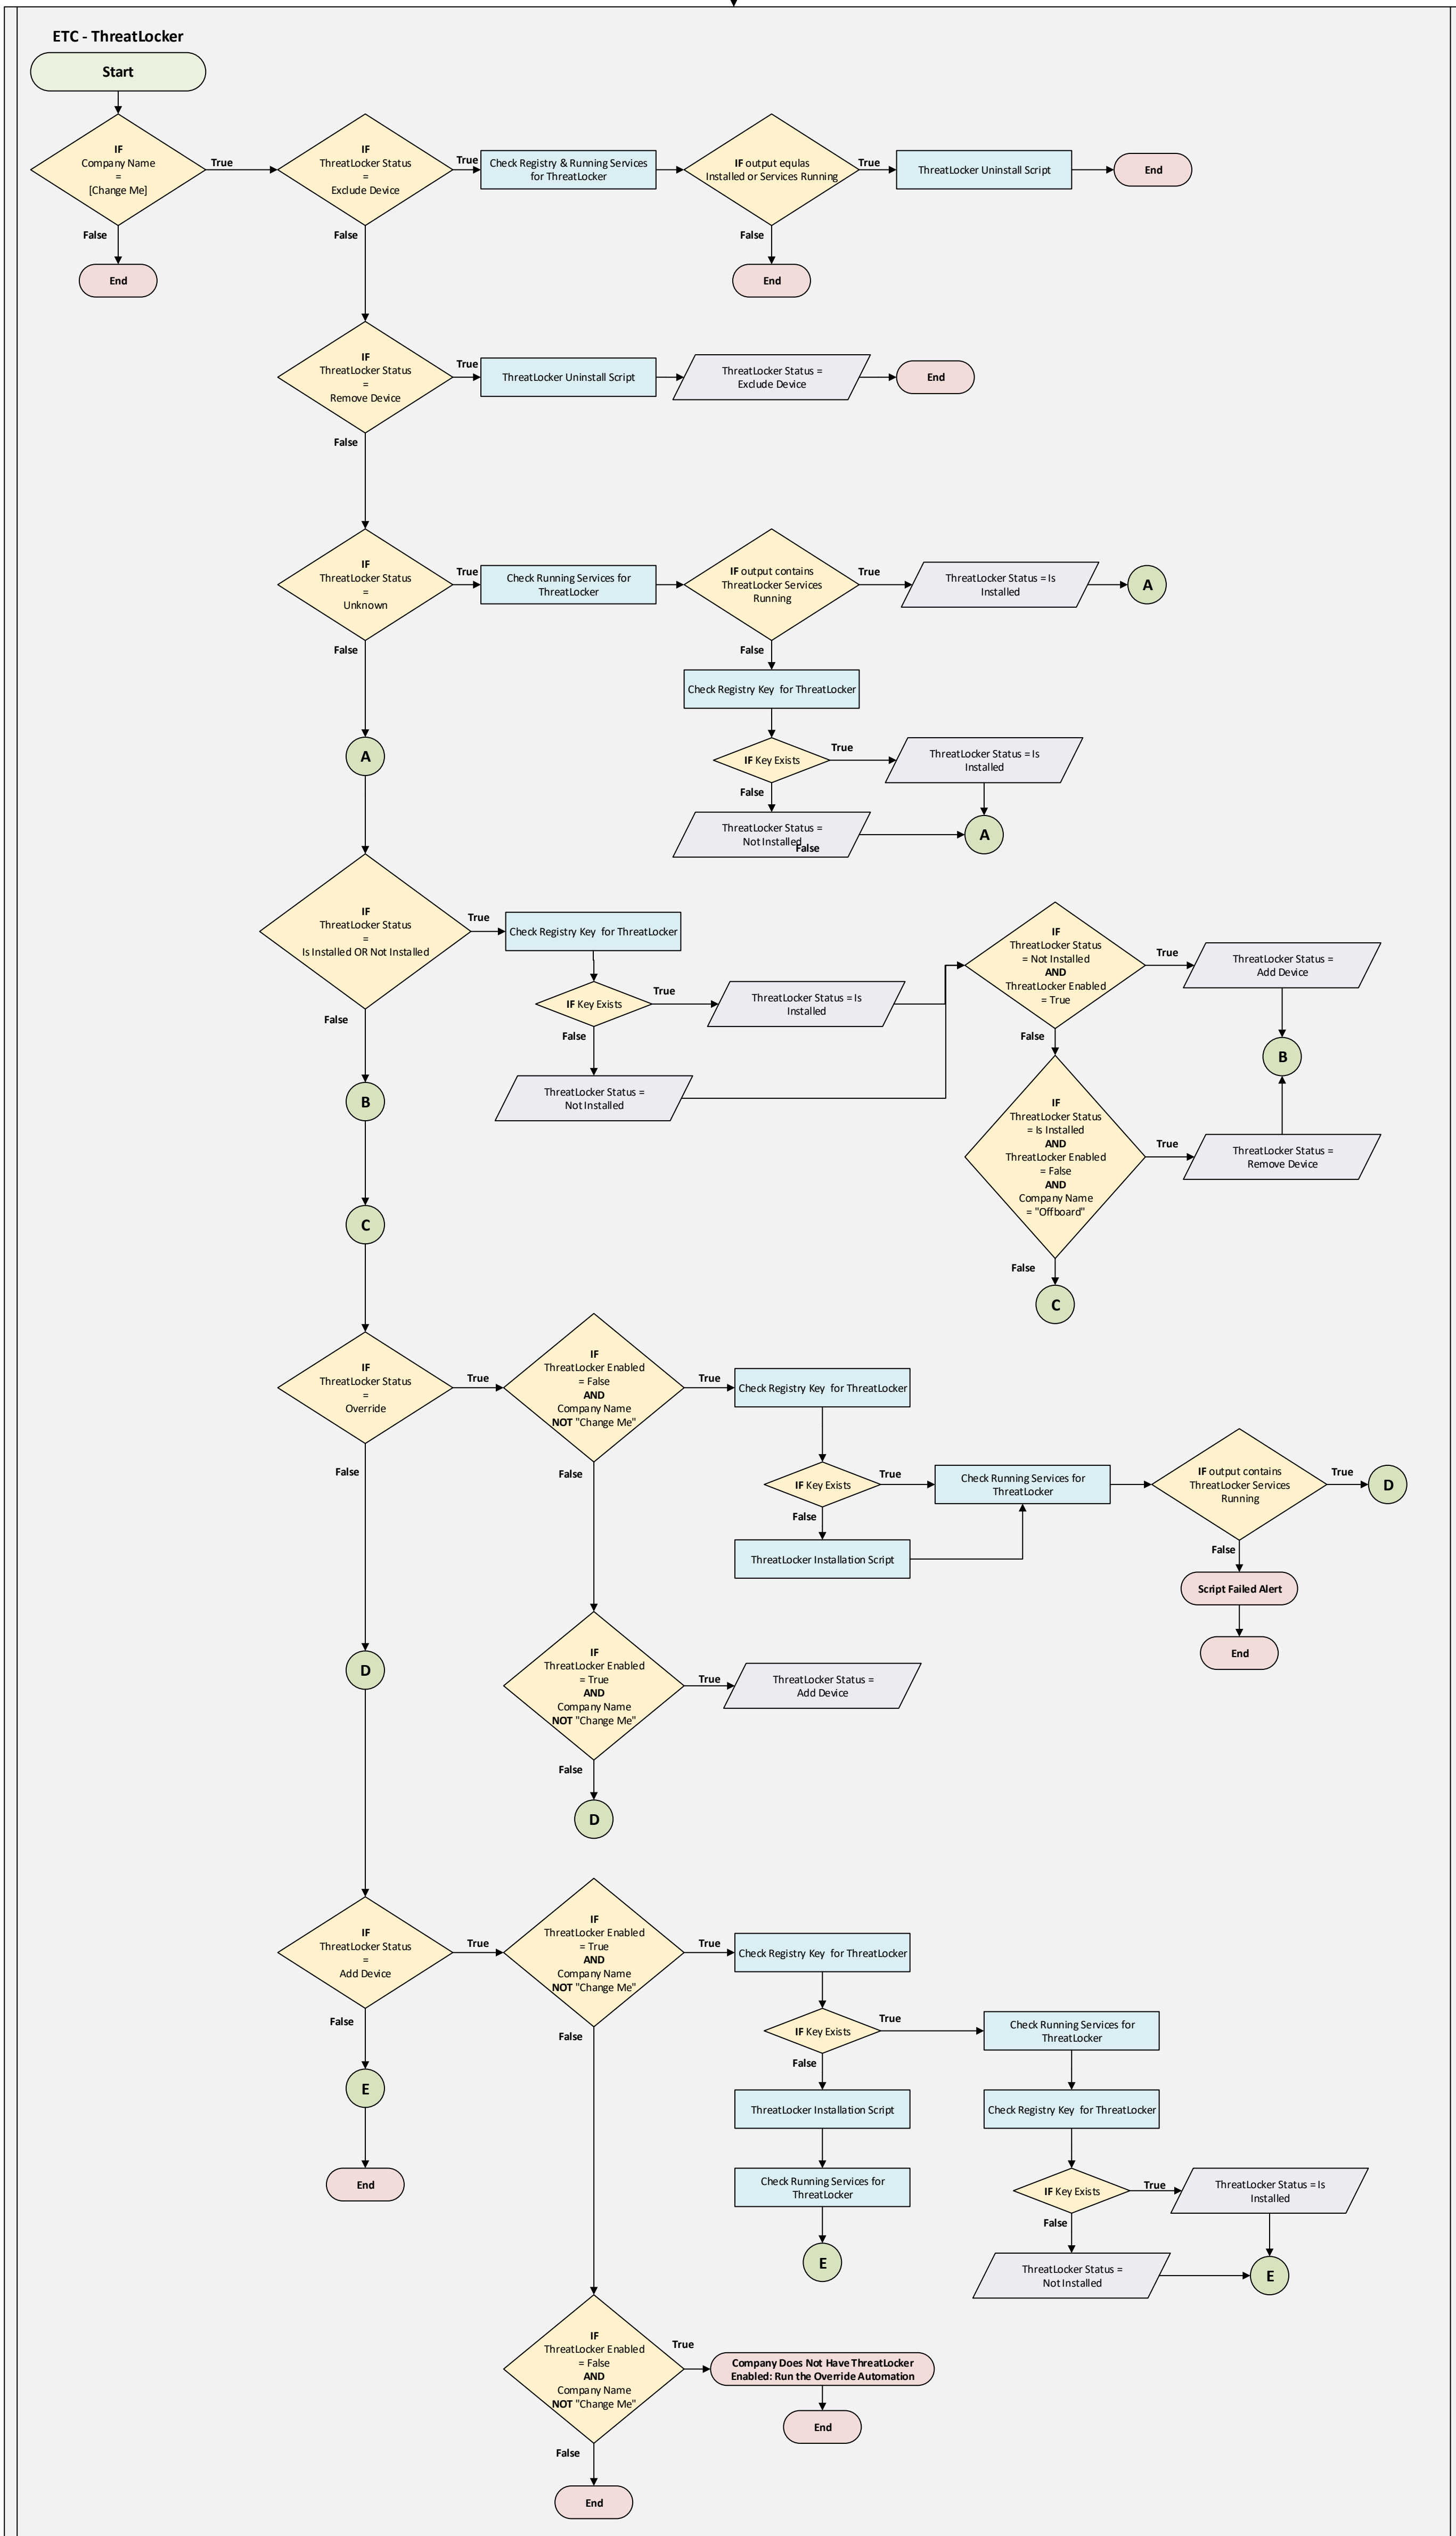 ETC - ThreatLocker
Start
IF
Company Name
=
[Change Me]
True
False
End
IF
ThreatLocker Status
=
Exclude Device
True
False
Check Registry & Running Services
for ThreatLocker
IF output equlas
Installed or Services Running
True
False
End
ThreatLocker Uninstall Script
End
IF
ThreatLocker Status
=
Remove Device
True
False
ThreatLocker Uninstall Script
ThreatLocker Status =
Exclude Device
End
IF
ThreatLocker Status
=
Unknown
True
False
Check Running Services for
ThreatLocker
IF output contains
ThreatLocker Services
Running
True
False
ThreatLocker Status = Is
Installed
A
Check Registry Key for ThreatLocker
IF Key Exists
True
False
ThreatLocker Status = Is
Installed
ThreatLocker Status =
Not Installed
False
A
A
IF
ThreatLocker Status
=
Is Installed OR Not Installed
True
False
Check Registry Key for ThreatLocker
IF Key Exists
True
False
ThreatLocker Status = Is
Installed
ThreatLocker Status =
Not Installed
IF
ThreatLocker Status
= Not Installed
AND
ThreatLocker Enabled
= True
True
False
ThreatLocker Status =
Add Device
B
IF
ThreatLocker Status
= Is Installed
AND
ThreatLocker Enabled
= False
AND
Company Name
= "Offboard"
True
False
ThreatLocker Status =
Remove Device
C
B
C
IF
ThreatLocker Status
=
Override
True
False
IF
ThreatLocker Enabled
= False
AND
Company Name
NOT "Change Me"
True
False
Check Registry Key for ThreatLocker
IF Key Exists
True
False
ThreatLocker Installation Script
Check Running Services for
ThreatLocker
IF output contains
ThreatLocker Services
Running
True
False
D
Script Failed Alert
End
IF
ThreatLocker Enabled
= True
AND
Company Name
NOT "Change Me"
True
False
ThreatLocker Status =
Add Device
D
D
IF
ThreatLocker Status
=
Add Device
True
False
E
End
IF
ThreatLocker Enabled
= True
AND
Company Name
NOT "Change Me"
True
False
Check Registry Key for ThreatLocker
IF Key Exists
True
False
ThreatLocker Installation Script
Check Running Services for
ThreatLocker
E
Check Running Services for
ThreatLocker
Check Registry Key for ThreatLocker
IF Key Exists
True
False
ThreatLocker Status = Is
Installed
ThreatLocker Status =
Not Installed
E
IF
ThreatLocker Enabled
= False
AND
Company Name
NOT "Change Me"
True
False
Company Does Not Have ThreatLocker
Enabled: Run the Override Automation
End
End